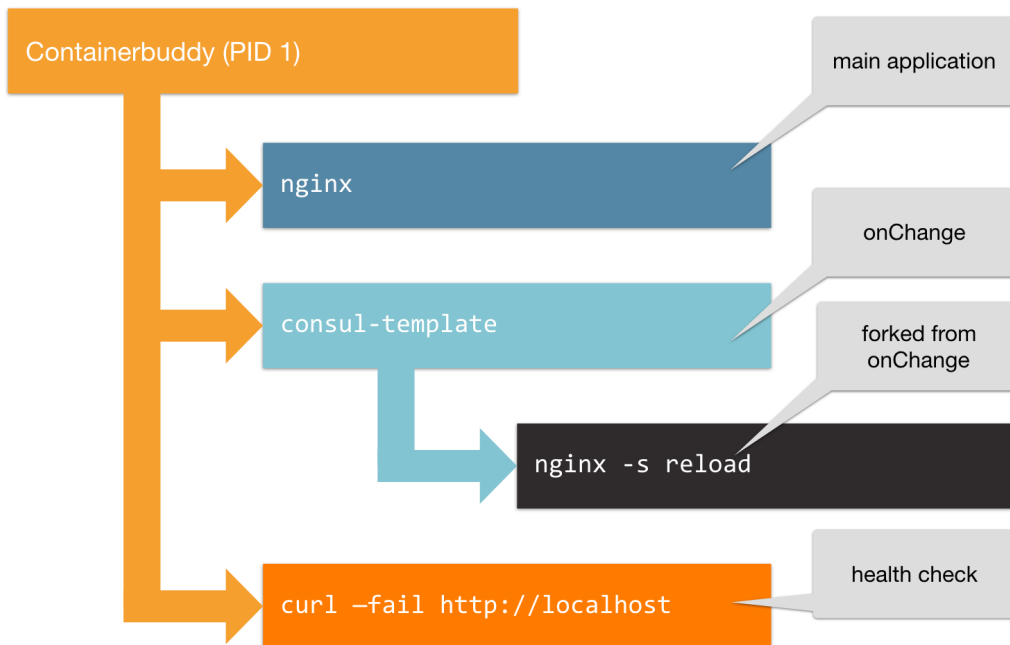 Containerbuddy (PID 1)
main application
nginx
onChange
consul-template
forked from
onChange
nginx -s reload
health check
curl –fail http://localhost